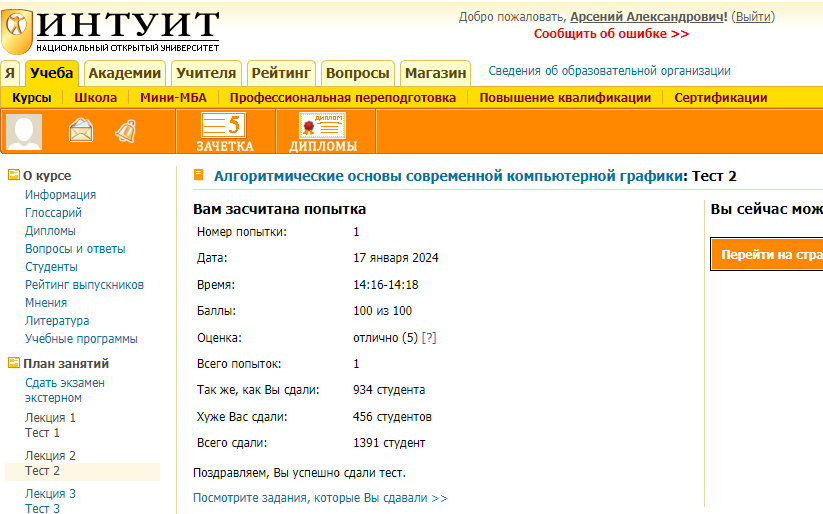 ИНТУИТ
НАЦИОНАЛЬНЫЙ ОТКРЫТЫЙ УНИВЕРСИТЕТ
Добро пожаловать, Арсений Александрович! (Выйти)
Сообщить об ошибке >>
Я Учеба Академии Учителя Рейтинг Вопросы Магазин Сведения об образовательной организации
Курсы Школа Мини-МБА Профессиональная переподготовка Повышение квалификации Сертификации
5 ЗАЧЕТКА
ДИПЛОМ ДИПЛОМЫ
О курсе
Информация
Глоссарий
Дипломы
Вопросы и ответы
Студенты
Рейтинг выпускников
Мнения
Литература
Учебные программы
План занятий
Сдать экзамен
экстерном
Лекция 1
Тест 1
Лекция 2
Тест 2
Лекция 3
Тест 3
Алгоритмические основы современной компьютерной графики: Тест 2
Вам засчитана попытка
Номер попытки: 1
Дата: 17 января 2024
Время: 14:16-14:18
Баллы: 100 из 100
Оценка: отлично (5) [?]
Всего попыток: 1
Так же, как Вы сдали: 934 студента
Хуже Вас сдали: 456 студентов
Всего сдали: 1391 студент
Поздравляем, Вы успешно сдали тест.
Посмотрите задания, которые Вы сдавали >>
Вы сейчас мож
Перейти на стра